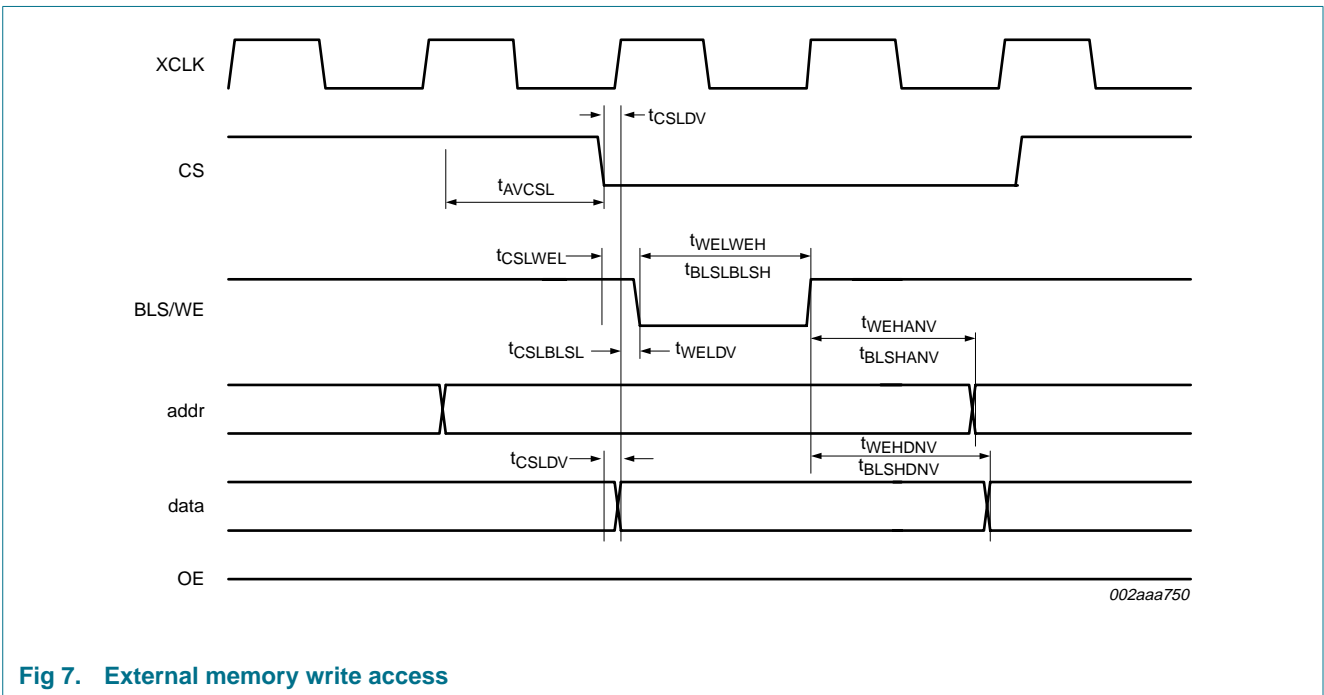 XCLK
tCSLDV
CS
tAVCSL
tCSLWEL
tWELWEH
tBLSLBLSH
BLS/WE
tWEHANV
tCSLBLSL
tWELDV
tBLSHANV
addr
tWEHDNV
tCSLDV
tBLSHDNV
data
OE
002aaa750
Fig 7. External memory write access